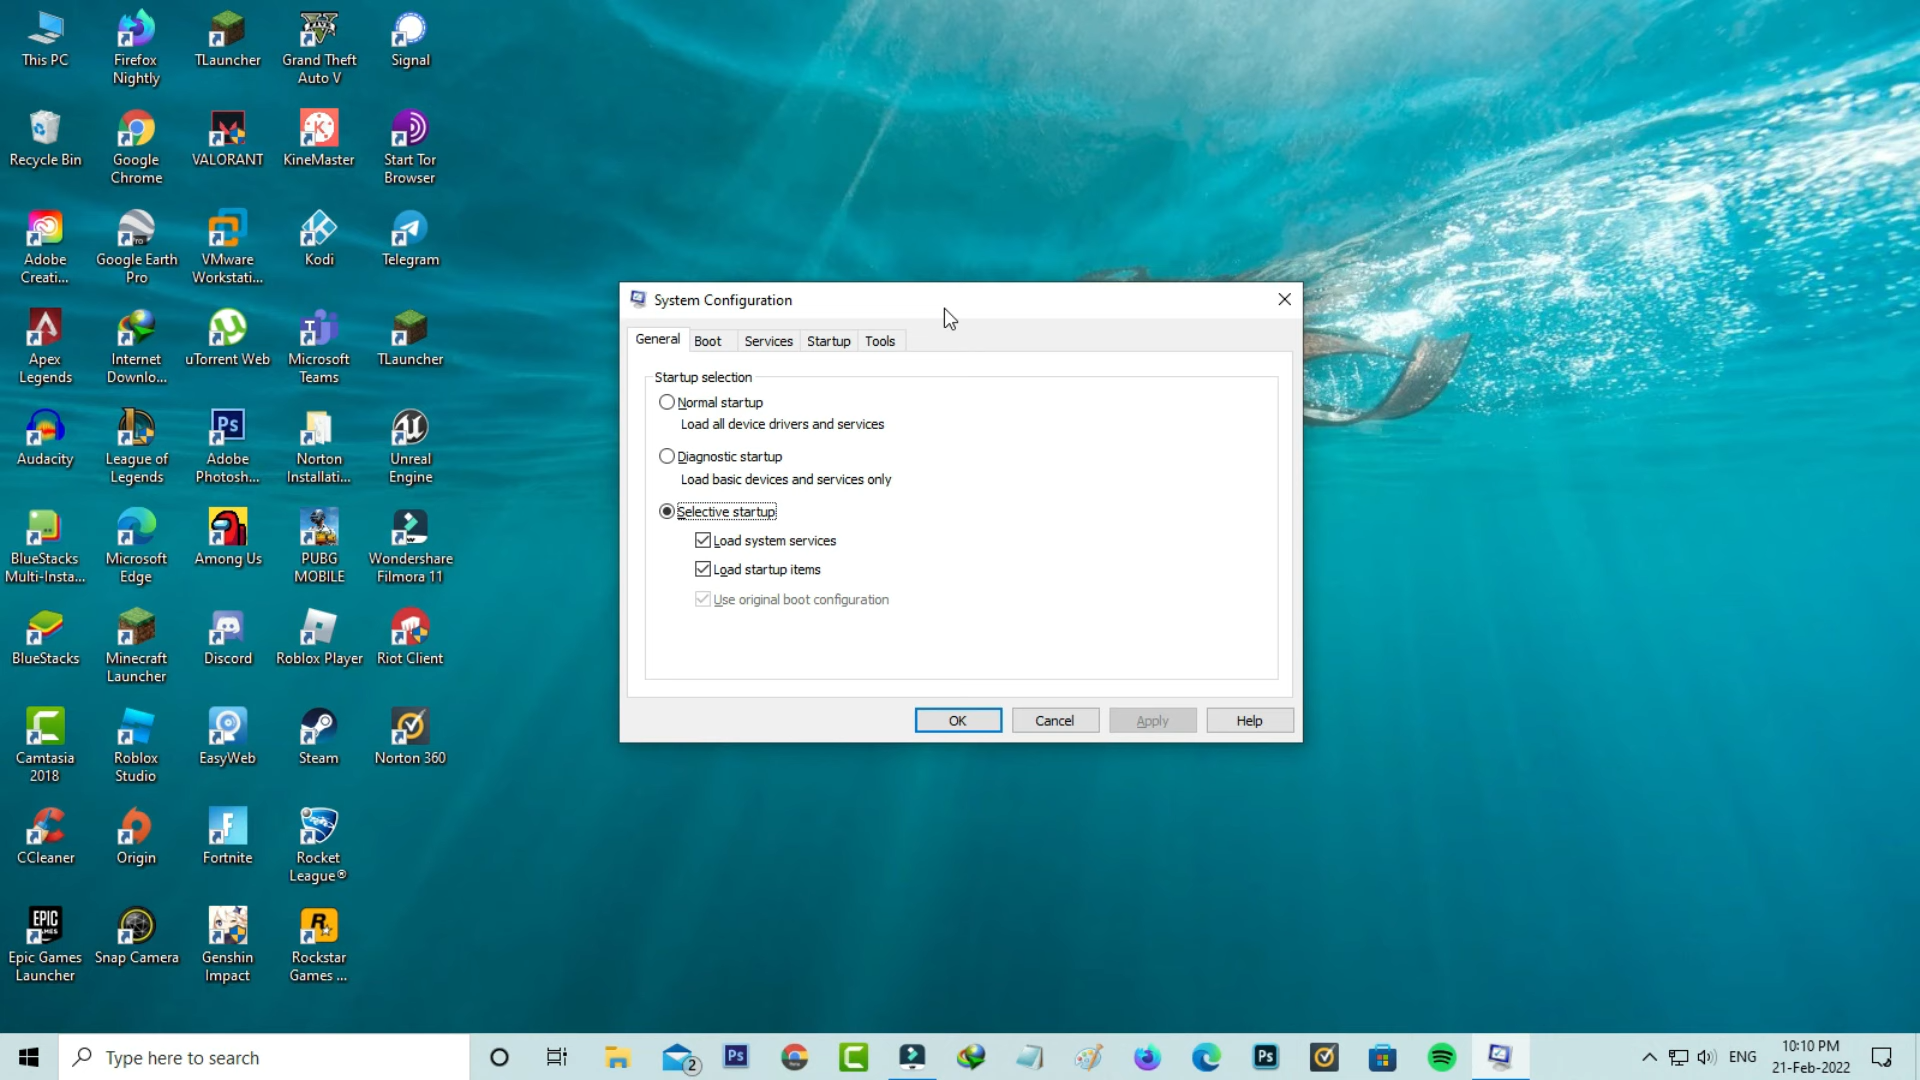 This PC
Firefox
Nightly
TLauncher
Grand Theft
Auto V
Signal
Recycle Bin
Google
Chrome
VALORANT
KineMaster
Start Tor
Browser
Adobe
Creati...
Google Earth
Pro
VMware
Workstati...
Kodi
Telegram
Apex
Legends
Internet
Downlo...
uTorrent Web
Microsoft
Teams
TLauncher
Audacity
League of
Legends
Adobe
Photosh...
Norton
Installati...
Unreal
Engine
BlueStacks
Multi-Insta...
Microsoft
Edge
Among Us
PUBG
MOBILE
Wondershare
Filmora 11
BlueStacks
Minecraft
Launcher
Discord
Roblox Player
Riot Client
Camtasia
2018
Roblox
Studio
EasyWeb
Steam
Norton 360
CCleaner
Origin
Fortnite
Rocket
League®
Epic Games
Launcher
Snap Camera
Genshin
Impact
Rockstar
Games ...
System Configuration
General
Boot
Services
Startup
Tools
Startup selection
Normal startup
Load all device drivers and services
Diagnostic startup
Load basic devices and services only
Selective startup
Load system services
Load startup items
Use original boot configuration
OK
Cancel
Apply
Help
Type here to search
2
Ps
Ps
ENG
10:10 PM
21-Feb-2022